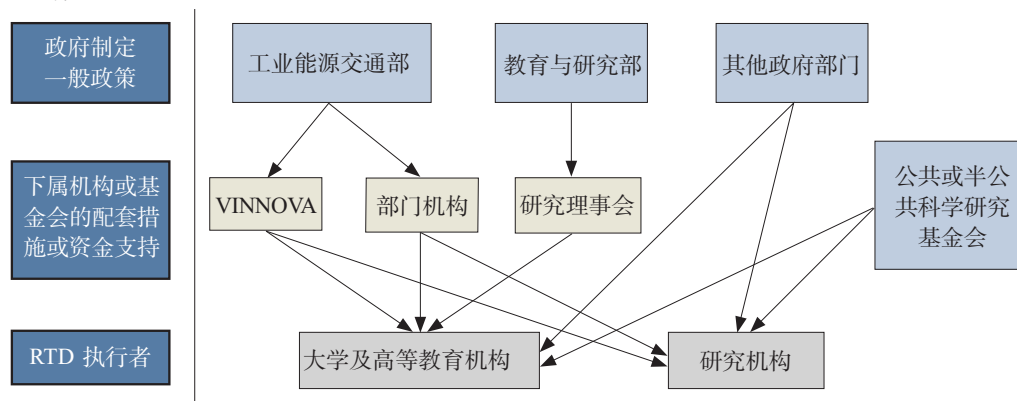 政府制定
一般政策
工业能源交通部
教育与研究部
其他政府部门
下属机构或基
金会的配套措
施或资金支持
VINNOVA
部门机构
研究理事会
公共或半公
共科学研究
基金会
RTD 执行者
大学及高等教育机构
研究机构